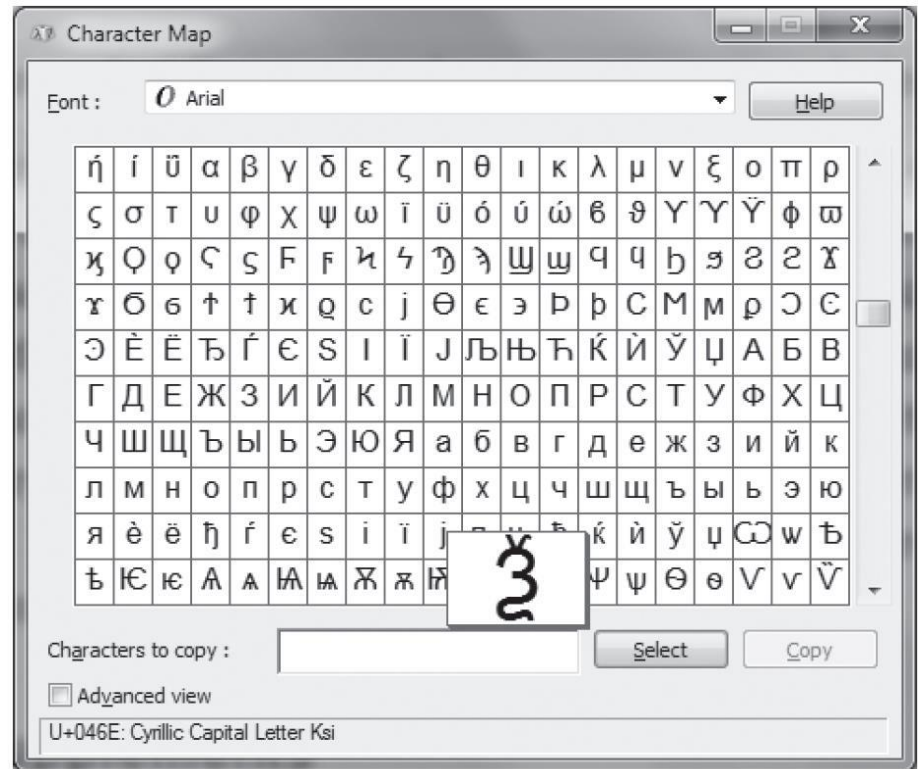 Character Map
Font : O Arial Help
ή ί ΰ α β γ δ ε ζ η θ ι κ λ μ ν ξ ο π ρ
ς σ τ υ φ χ ψ ω ϊ ϋ ό ύ ώ ϐ ϑ ϒ ϓ ϔ ϕ ϖ
ϗ Ϙ ϙ Ϛ ϛ Ϝ ϝ Ϟ ϟ Ϡ ϡ Ϣ ϣ Ϥ ϥ Ϧ ϧ Ϩ ϩ Ϫ
ϫ Ϭ ϭ Ϯ ϯ ϰ ϱ ϲ ϳ ϴ ϵ ϶ Ϸ ϸ Ϲ Ϻ ϻ ϼ Ͻ Ͼ
Ͽ Ѐ Ё Ђ Ѓ Є Ѕ І Ї Ј Љ Њ Ћ Ќ Ѝ Ў Џ А Б В
Г Д Е Ж З И Й К Л М Н О П Р С Т У Ф Х Ц
Ч Ш Щ Ъ Ы Ь Э Ю Я а б в г д е ж з и й к
л м н о п р с т у ф х ц ч ш щ ъ ы ь э ю
я ѐ ё ђ ѓ є ѕ і ї ј ќ ѝ ў џ Ѡ ѡ Ѣ
ѣ Ѥ ѥ Ѧ ѧ Ѩ ѩ Ѫ ѫ Ѭ Ѯ Ѱ ѱ Ѳ ѳ Ѵ ѵ Ѷ
Characters to copy : Select Copy
Advanced view
U+046E: Cyrillic Capital Letter Ksi